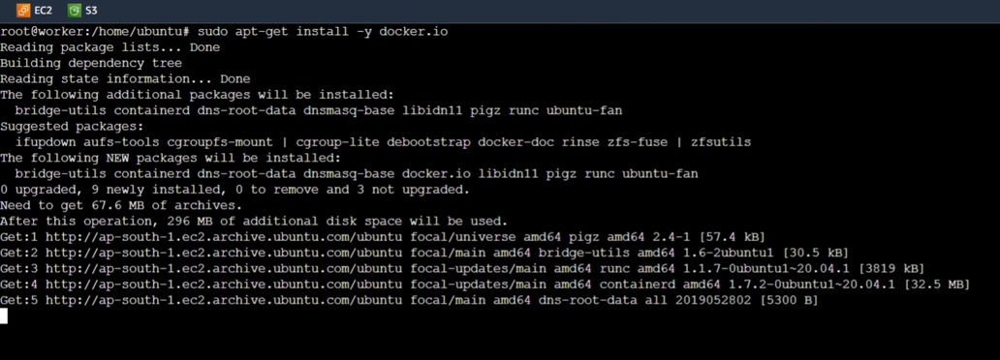 EC2 S3
root@worker:/home/ubuntu# sudo apt-get install -y docker.io
Reading package lists... Done
Building dependency tree
Reading state information... Done
The following additional packages will be installed:
  bridge-utils containerd dns-root-data dnsmasq-base libidn11 pigz runc ubuntu-fan
Suggested packages:
  ifupdown aufs-tools cgroupfs-mount | cgroup-lite debootstrap docker-doc rinse zfs-fuse | zfsutils
The following NEW packages will be installed:
  bridge-utils containerd dns-root-data dnsmasq-base docker.io libidn11 pigz runc ubuntu-fan
0 upgraded, 9 newly installed, 0 to remove and 3 not upgraded.
Need to get 67.6 MB of archives.
After this operation, 296 MB of additional disk space will be used.
Get:1 http://ap-south-1.ec2.archive.ubuntu.com/ubuntu focal/universe amd64 pigz amd64 2.4-1 [57.4 kB]
Get:2 http://ap-south-1.ec2.archive.ubuntu.com/ubuntu focal/main amd64 bridge-utils amd64 1.6-2ubuntu1 [30.5 kB]
Get:3 http://ap-south-1.ec2.archive.ubuntu.com/ubuntu focal-updates/main amd64 runc amd64 1.1.7-0ubuntu1~20.04.1 [3819 kB]
Get:4 http://ap-south-1.ec2.archive.ubuntu.com/ubuntu focal-updates/main amd64 containerd amd64 1.7.2-0ubuntu1~20.04.1 [32.5 MB]
Get:5 http://ap-south-1.ec2.archive.ubuntu.com/ubuntu focal/main amd64 dns-root-data all 2019052802 [5300 B]